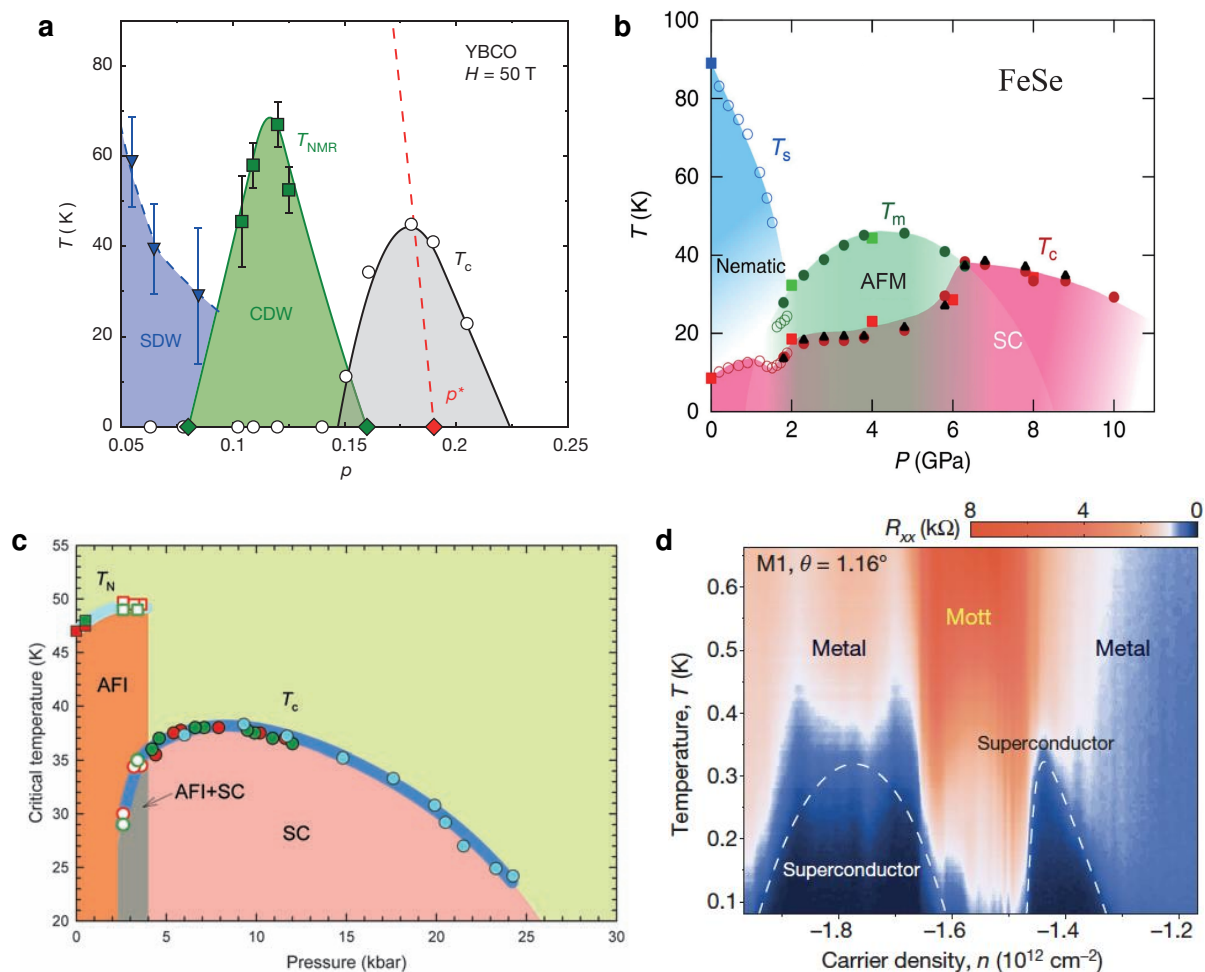 a
YBCO
H = 50 T
T ( K )
80
60
40
20
0
T_NMR
T_c
SDW
CDW
p*
0.05
0.1
0.15
0.2
0.25
p
b
FeSe
T (K)
100
80
60
40
20
0
T_s
T_m
T_c
Nematic
AFM
SC
0
2
4
6
8
10
P (GPa)
c
Critical temperature (K)
55
50
45
40
35
30
25
20
T_N
AFI
T_c
AFI+SC
SC
0
5
10
15
20
25
30
Pressure (kbar)
R_xx (kΩ)
8
4
0
d
M1, θ = 1.16°
Temperature, T (K)
0.6
0.5
0.4
0.3
0.2
0.1
Mott
Metal
Metal
Superconductor
Superconductor
−1.8
−1.6
−1.4
−1.2
Carrier density, n (10¹² cm⁻²)